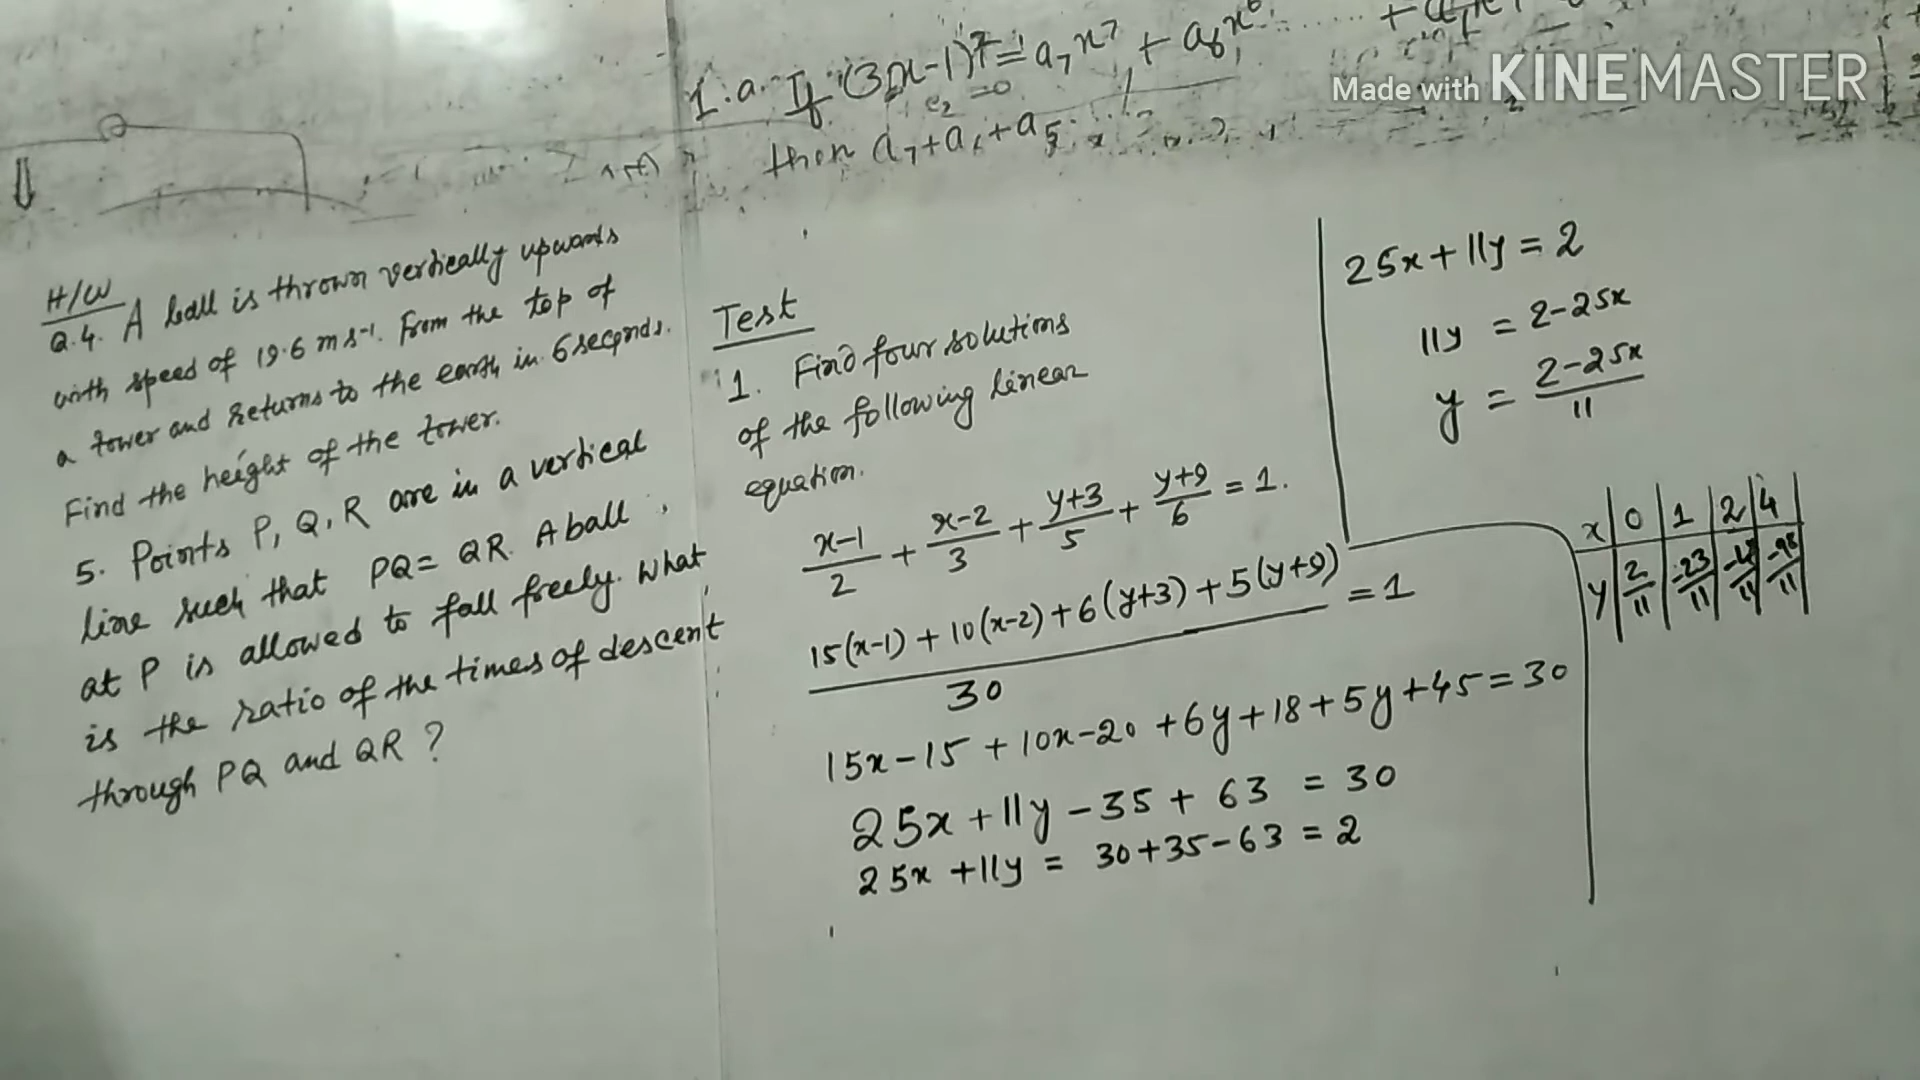 1.a. If (3x-1)^7 = a₇x⁷ + a₆x⁶
then a₇+a₆+a₅
Made with KINEMASTER
H/W
Q.4. A ball is thrown vertically upwards
with speed of 19.6 m s⁻¹. From the top of
a tower and returns to the earth in 6 seconds.
Find the height of the tower.
5. Points P, Q, R are in a vertical
line such that PQ = QR. A ball
at P is allowed to fall freely. What
is the ratio of the times of descent
through PQ and QR ?
Test
1. Find four solutions
of the following linear
equation.
x-1/2 + x-2/3 + y+3/5 + y+9/6 = 1.
15(x-1) + 10(x-2) + 6(y+3) + 5(y+9)/30 = 1
15x-15 + 10x-20 + 6y+18 + 5y+45 = 30
25x + 11y - 35 + 63 = 30
25x + 11y = 30+35-63 = 2
25x + 11y = 2
11y = 2-25x
y = 2-25x/11
x 0 1 2 4
y 2/11 -23/11 -48/11 -98/11